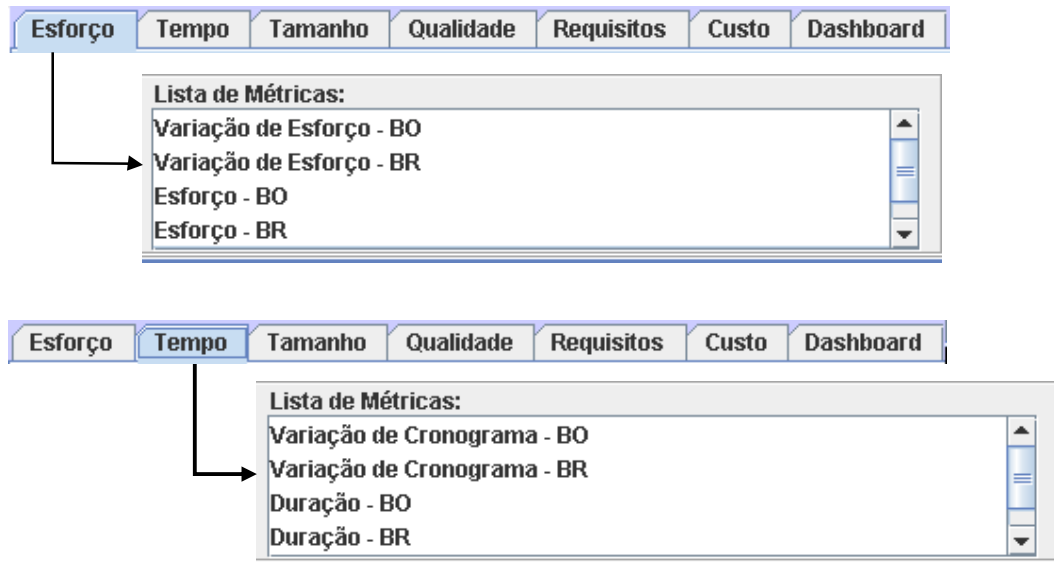 Esforço Tempo Tamanho Qualidade Requisitos Custo Dashboard
Lista de Métricas:
Variação de Esforço - BO
Variação de Esforço - BR
Esforço - BO
Esforço - BR
Esforço Tempo Tamanho Qualidade Requisitos Custo Dashboard
Lista de Métricas:
Variação de Cronograma - BO
Variação de Cronograma - BR
Duração - BO
Duração - BR